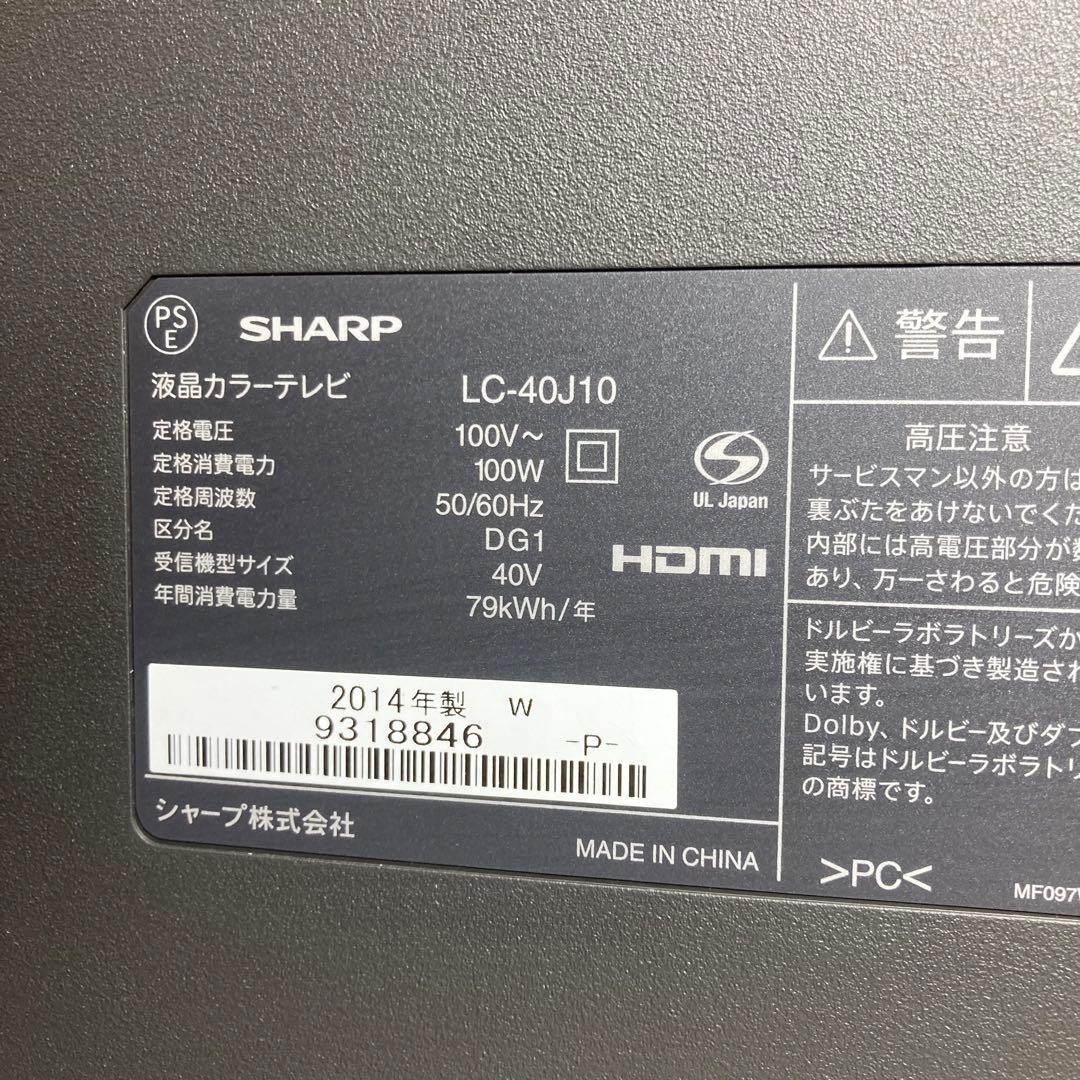 PS
E
SHARP
液晶カラーテレビ LC-40J10
定格電圧 100V~
定格消費電力 100W
定格周波数 50/60Hz
区分名 DG1
受信機型サイズ 40V
年間消費電力量 79kWh/年
UL Japan
HDMI
2014年製 W
9318846 -P-
シャープ株式会社
MADE IN CHINA
警告
高圧注意
サービスマン以外の方は
裏ぶたをあけないでくだ
内部には高電圧部分が数
あり、万一さわると危険
ドルビーラボラトリーズか
実施権に基づき製造され
います。
Dolby、ドルビー及びダブ
記号はドルビーラボラトリ
の商標です。
>PC<
MF097W